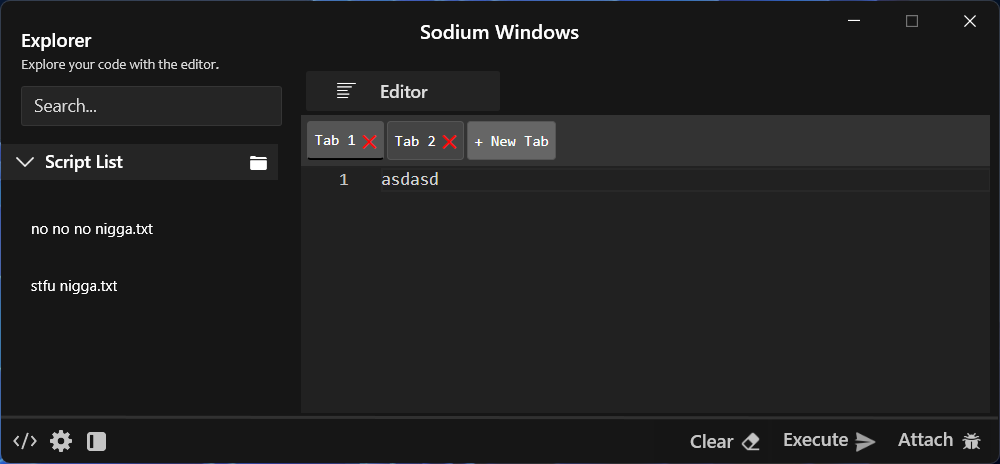 Sodium Windows
Explorer
Explore your code with the editor.
Search...
Script List
no no no nigga.txt
stfu nigga.txt
Editor
Tab 1 Tab 2 + New Tab
1 asdasd
Clear Execute Attach